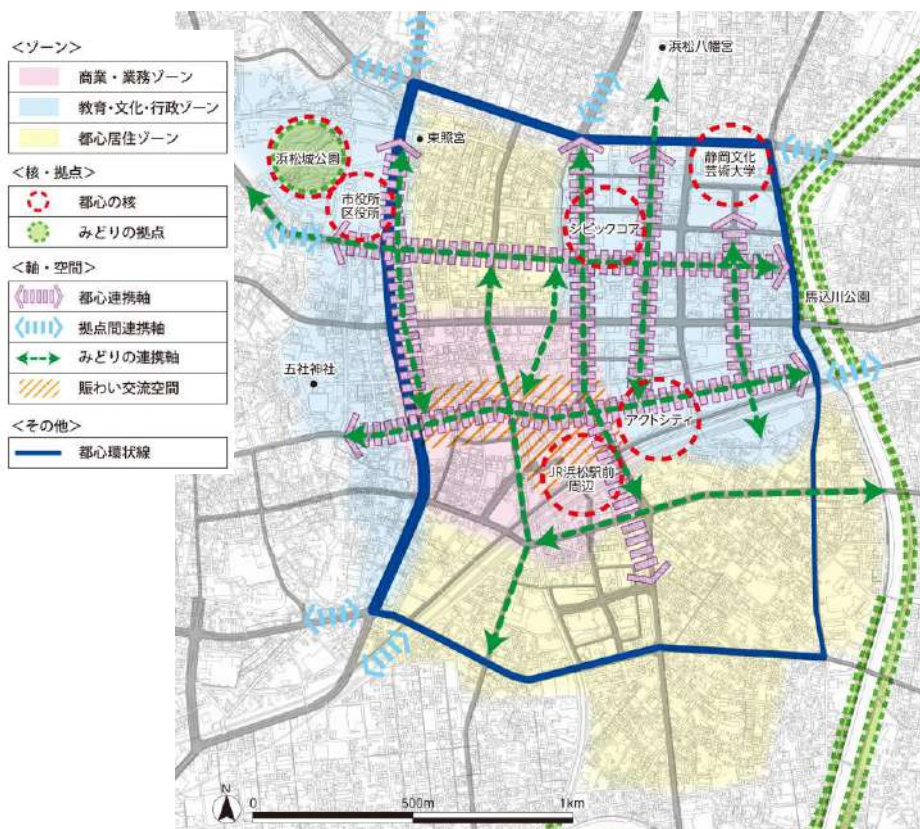 <ゾーン>
商業・業務ゾーン
教育・文化・行政ゾーン
都心居住ゾーン
<核・拠点>
都心の核
みどりの拠点
<軸・空間>
都心連携軸
拠点間連携軸
みどりの連携軸
賑わい交流空間
<その他>
都心環状線
浜松八幡宮
東照宮
浜松城公園
静岡文化
芸術大学
市役所
区役所
シビックコア
馬込川公園
五社神社
アクトシティ
JR浜松駅前
周辺
N
0
500m
1km